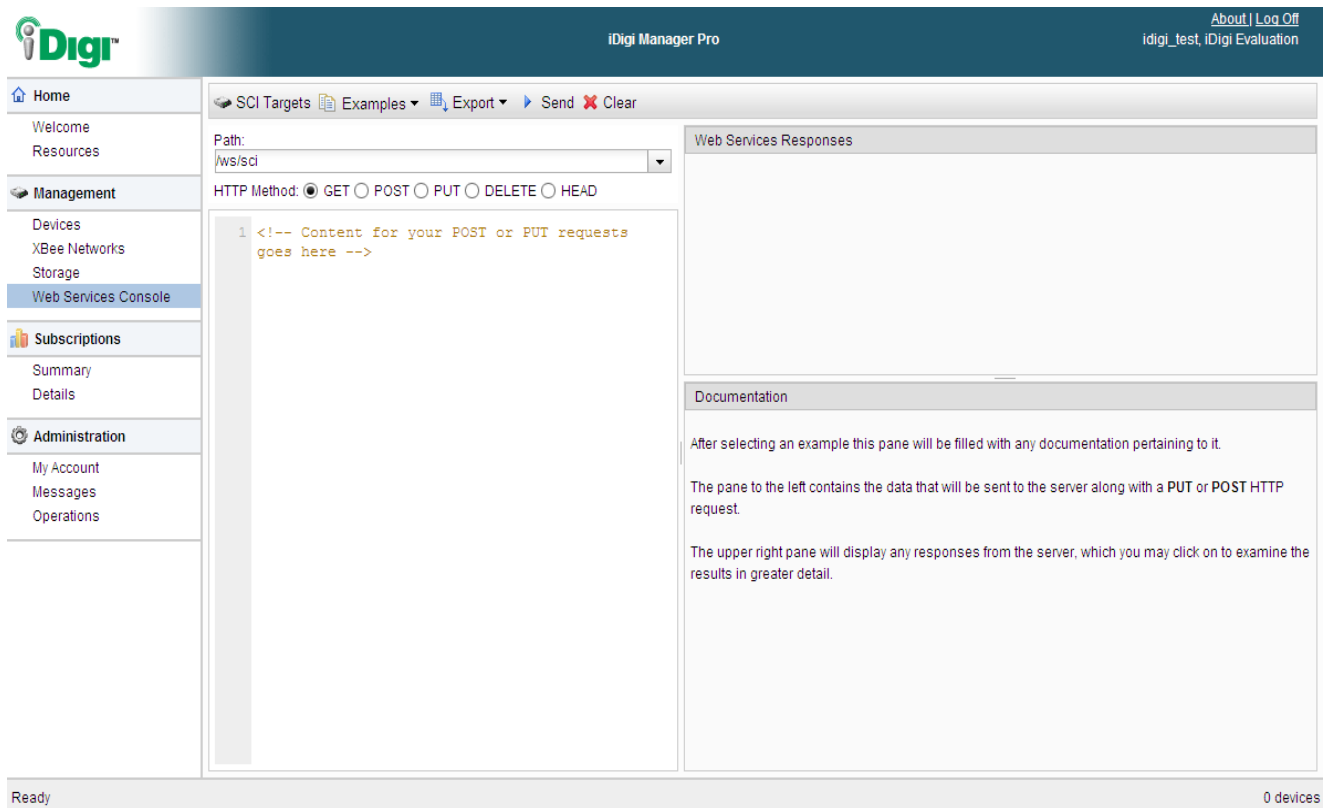 iDigi™
iDigi Manager Pro
About | Log Off
idigi_test, iDigi Evaluation
Home
Welcome
Resources
Management
Devices
XBee Networks
Storage
Web Services Console
Subscriptions
Summary
Details
Administration
My Account
Messages
Operations
SCI Targets Examples Export Send Clear
Path:
/ws/sci
HTTP Method: GET POST PUT DELETE HEAD
1 <!-- Content for your POST or PUT requests
goes here -->
Web Services Responses
Documentation
After selecting an example this pane will be filled with any documentation pertaining to it.
The pane to the left contains the data that will be sent to the server along with a PUT or POST HTTP
request.
The upper right pane will display any responses from the server, which you may click on to examine the
results in greater detail.
Ready
0 devices